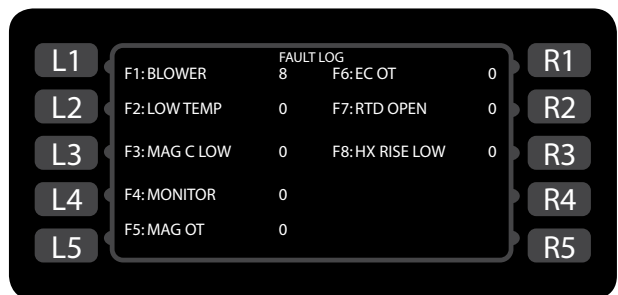 FAULT LOG
L1 F1: BLOWER 8 F6: EC OT 0 R1
L2 F2: LOW TEMP 0 F7: RTD OPEN 0 R2
L3 F3: MAG C LOW 0 F8: HX RISE LOW 0 R3
L4 F4: MONITOR 0 R4
L5 F5: MAG OT 0 R5